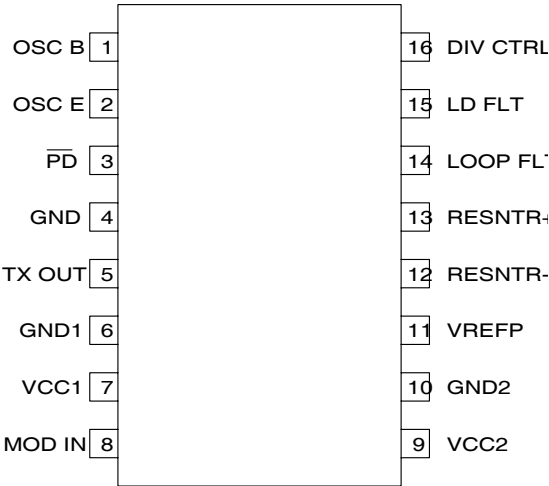 OSC B 1 16 DIV CTRL
OSC E 2 15 LD FLT
P̅D̅ 3 14 LOOP FLT
GND 4 13 RESNTR+
TX OUT 5 12 RESNTR-
GND1 6 11 VREFP
VCC1 7 10 GND2
MOD IN 8 9 VCC2